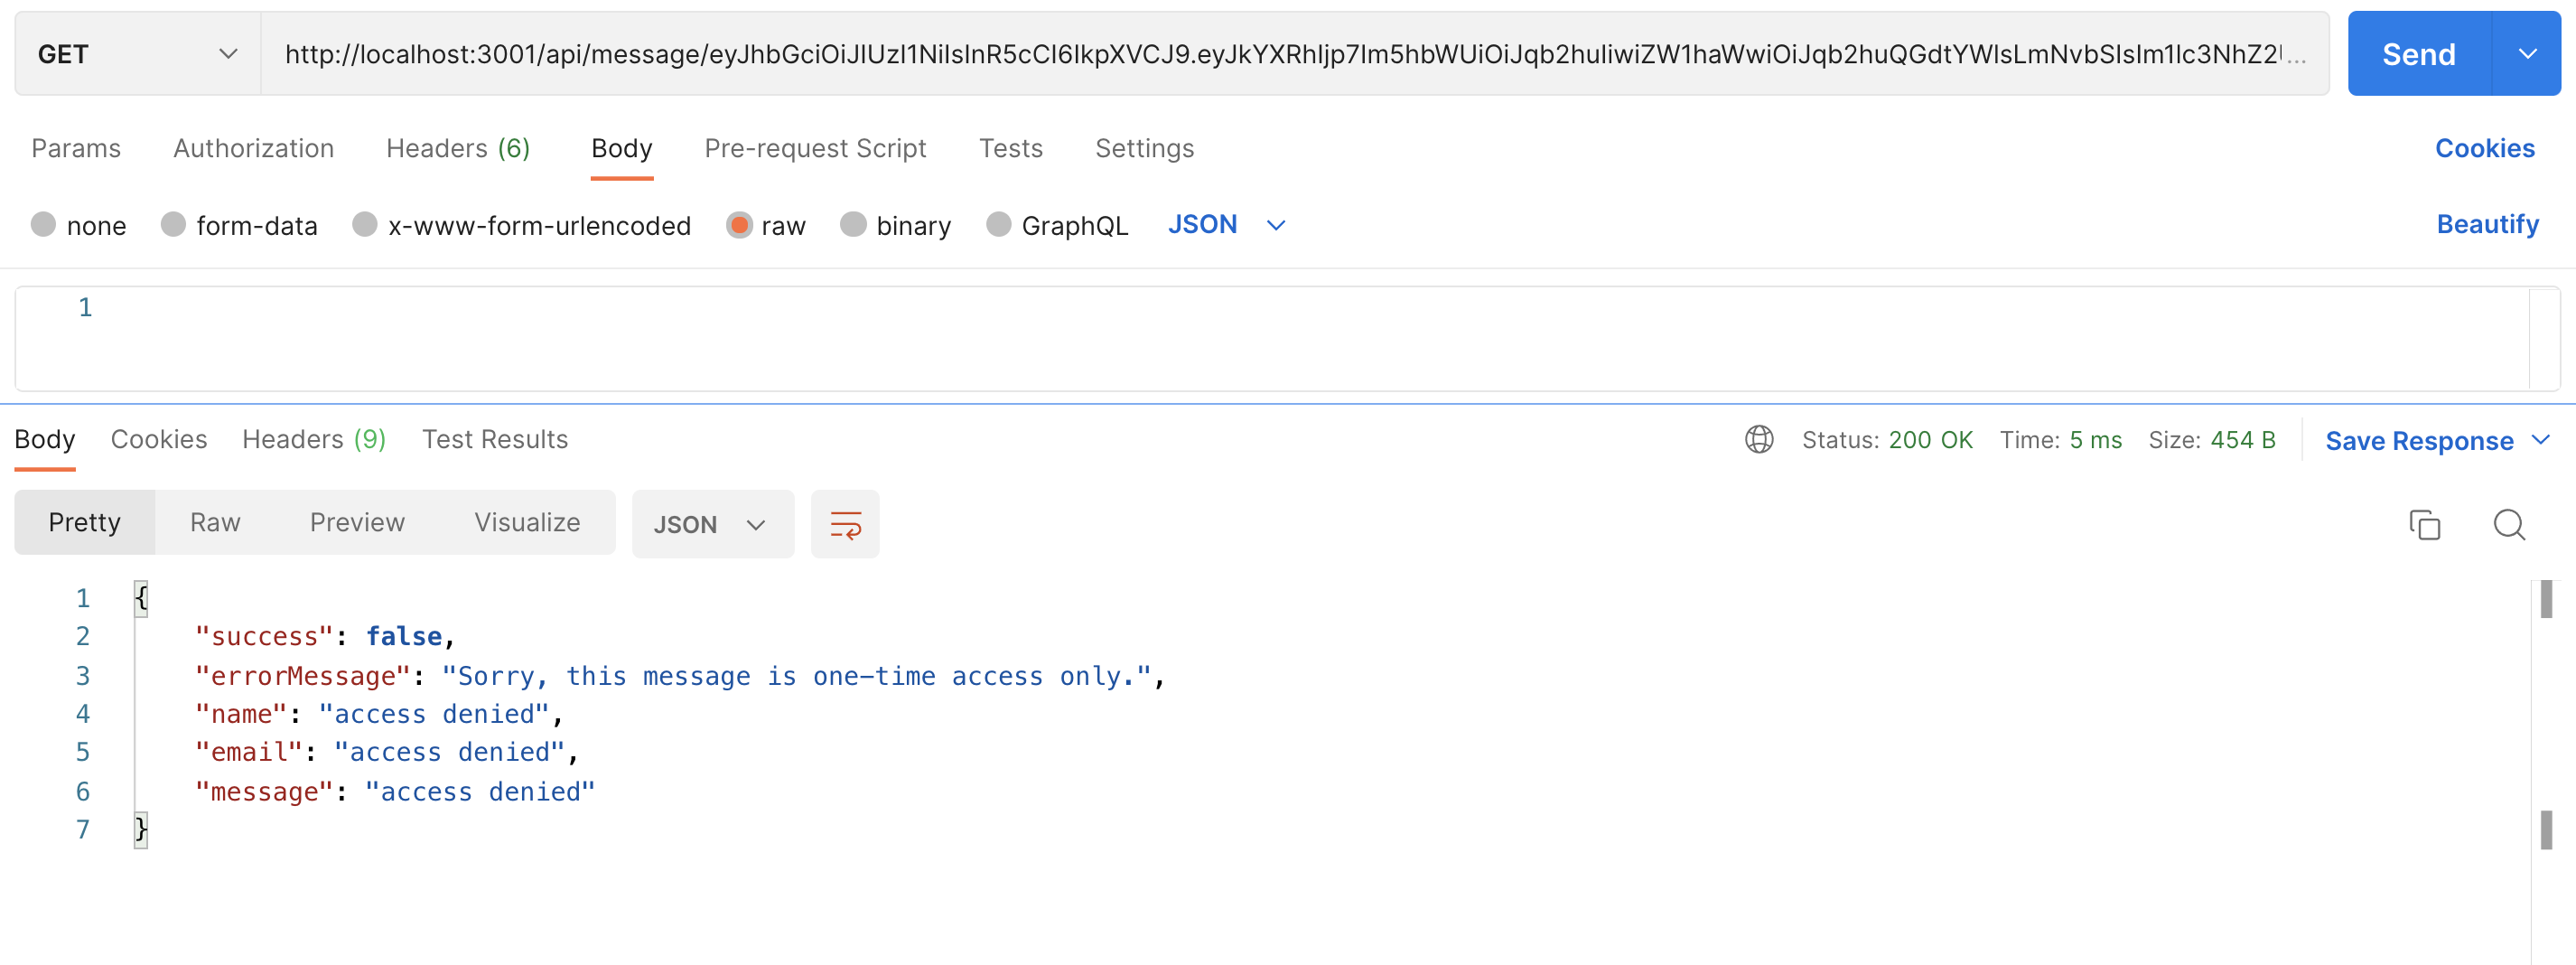 GET http://localhost:3001/api/message/eyJhbGciOiJIUzI1NiIsInR5cCI6IkpXVCJ9.eyJkYXRhIjp7Im5hbWUiOiJqb2huIiwiZW1haWwiOiJqb2huQGdtYWlsLmNvbSIsIm1lc3NhZ2U... Send
Params Authorization Headers (6) Body Pre-request Script Tests Settings Cookies
none form-data x-www-form-urlencoded raw binary GraphQL JSON Beautify
1
Body Cookies Headers (9) Test Results Status: 200 OK Time: 5 ms Size: 454 B Save Response
Pretty Raw Preview Visualize JSON
1 {
2 "success": false,
3 "errorMessage": "Sorry, this message is one-time access only.",
4 "name": "access denied",
5 "email": "access denied",
6 "message": "access denied"
7 }